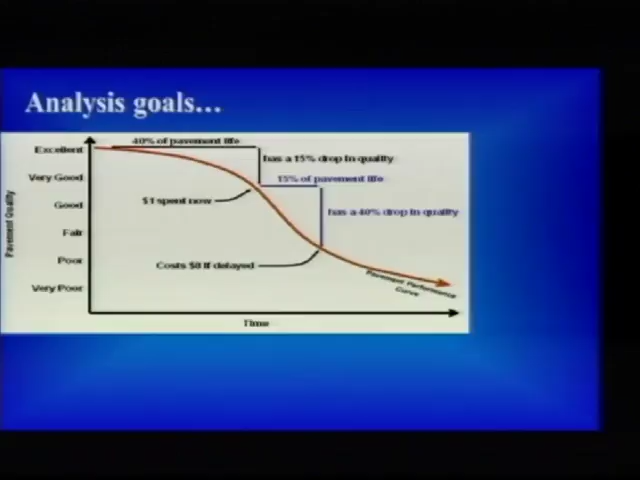 Analysis goals...
40% of pavement life
Excellent
has a 15% drop in quality
Very Good
15% of pavement life
$1 spent now
Good
has a 40% drop in quality
Fair
Poor
Costs $8 if delayed
Very Poor
Pavement Performance
Curve
Pavement Quality
Time